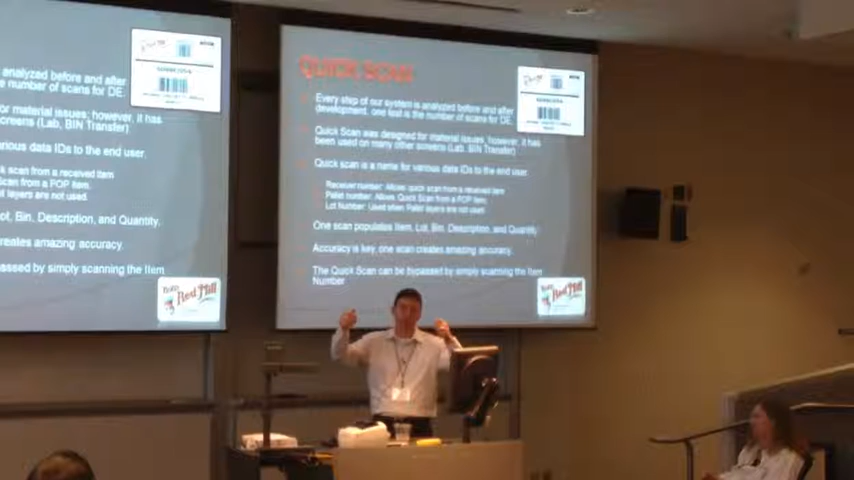 analyzed before and after
e number of scans for DE.
or material issues; however, it has
creens (Lab, BIN Transfer)
arious data IDs to the end user.
k scan from a received item
Scan from a POP item.
t layers are not used.
ot, Bin, Description, and Quantity.
creates amazing accuracy.
passed by simply scanning the Item
Bob's
Red Mill
QUICK SCAN
Every step of our system is analyzed before and after
development, one test is the number of scans for DE.
Quick Scan was designed for material issues; however, it has
been used on many other screens (Lab, BIN Transfer)
Quick scan is a name for various data IDs to the end user.
Receiver number: Allows quick scan from a received item
Pallet number: Allows Quick Scan from a POP item.
Lot Number: Used when Pallet layers are not used.
One scan populates Item, Lot, Bin, Description, and Quantity.
Accuracy is key, one scan creates amazing accuracy.
The Quick Scan can be bypassed by simply scanning the Item
Number
Bob's
Red Mill